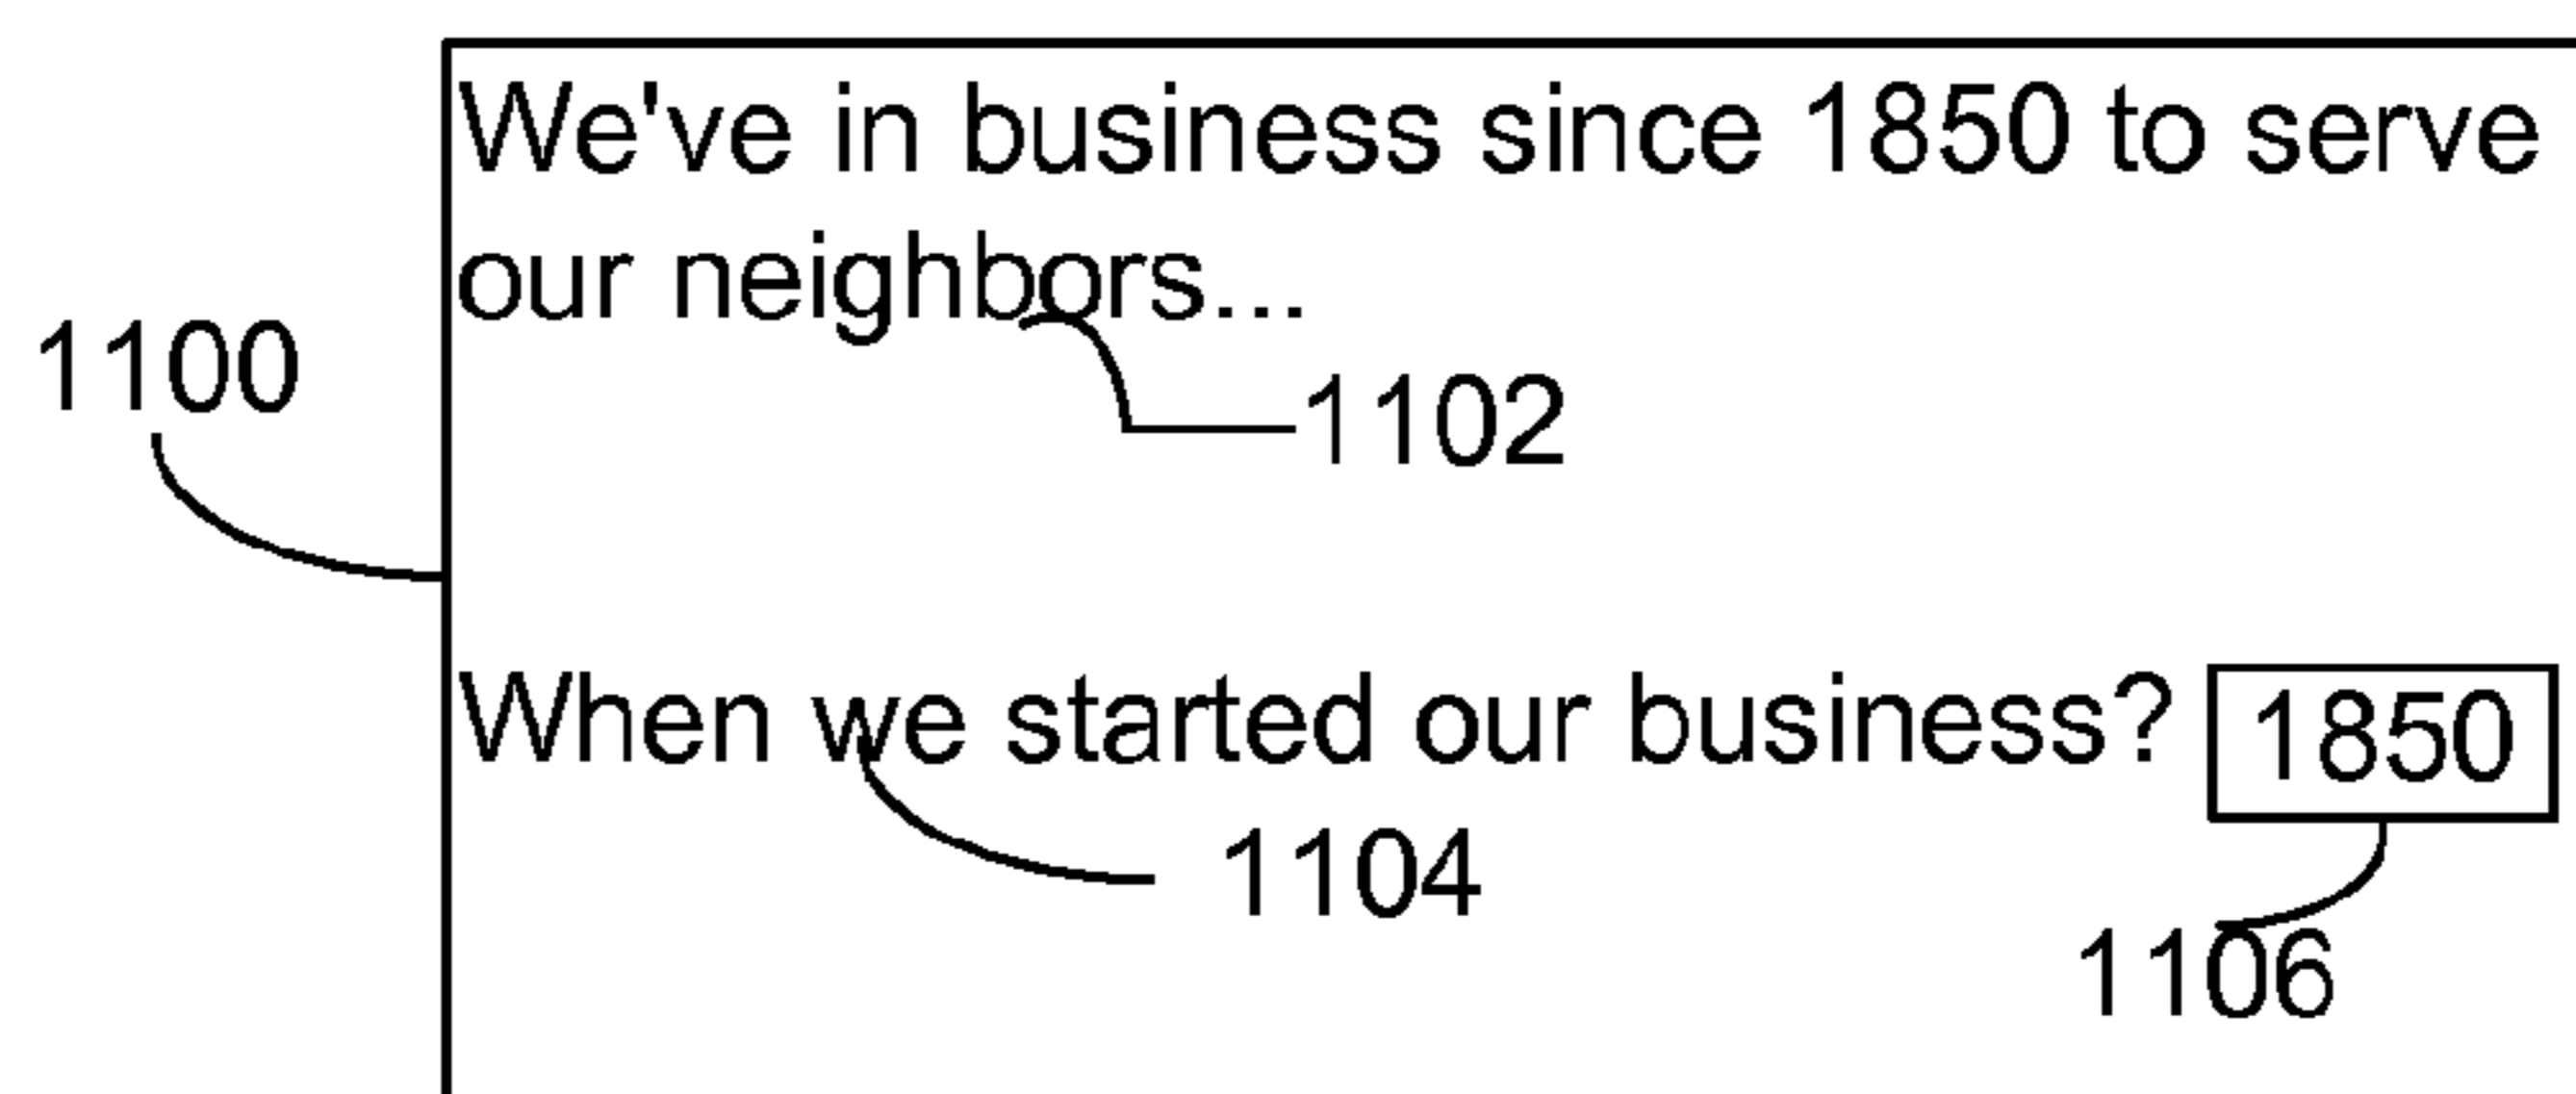 We've in business since 1850 to serve
our neighbors...
1100
1102
When we started our business? 1850
1104
1106